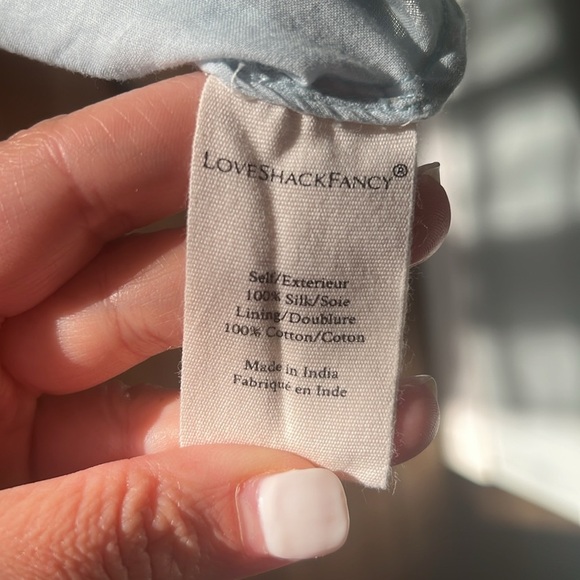 LOVESHACKFANCY®
Self/Exterieur
100% Silk/Soie
Lining/Doublure
100% Cotton/Coton
Made in India
Fabriqué en Inde